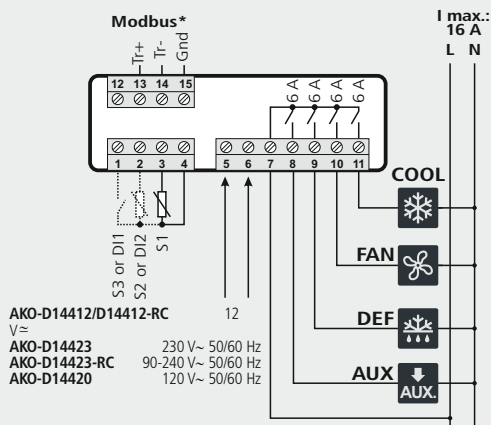 Modbus*
I max.:
16 A
L N
Tr+
Tr-
Gnd
12 13 14 15
6 A
6 A
6 A
6 A
1 2 3 4
5 6 7 8 9 10 11
COOL
FAN
DEF
AUX
AUX.
S3 or DI1
S2 or DI2
S1
AKO-D14412/D14412-RC 12
V≂
AKO-D14423 230 V~ 50/60 Hz
AKO-D14423-RC 90-240 V~ 50/60 Hz
AKO-D14420 120 V~ 50/60 Hz